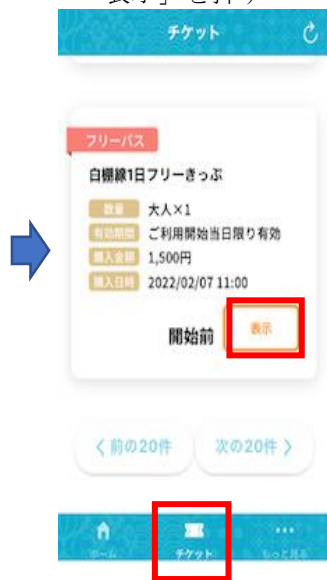 表示」を押す
チケット
フリーパス
白棚線1日フリーきっぷ
数量 大人×1
有効期間 ご利用開始当日限り有効
購入金額 1,500円
購入日時 2022/02/07 11:00
開始前 表示
前の20件 次の20件
ホーム チケット もっと見る